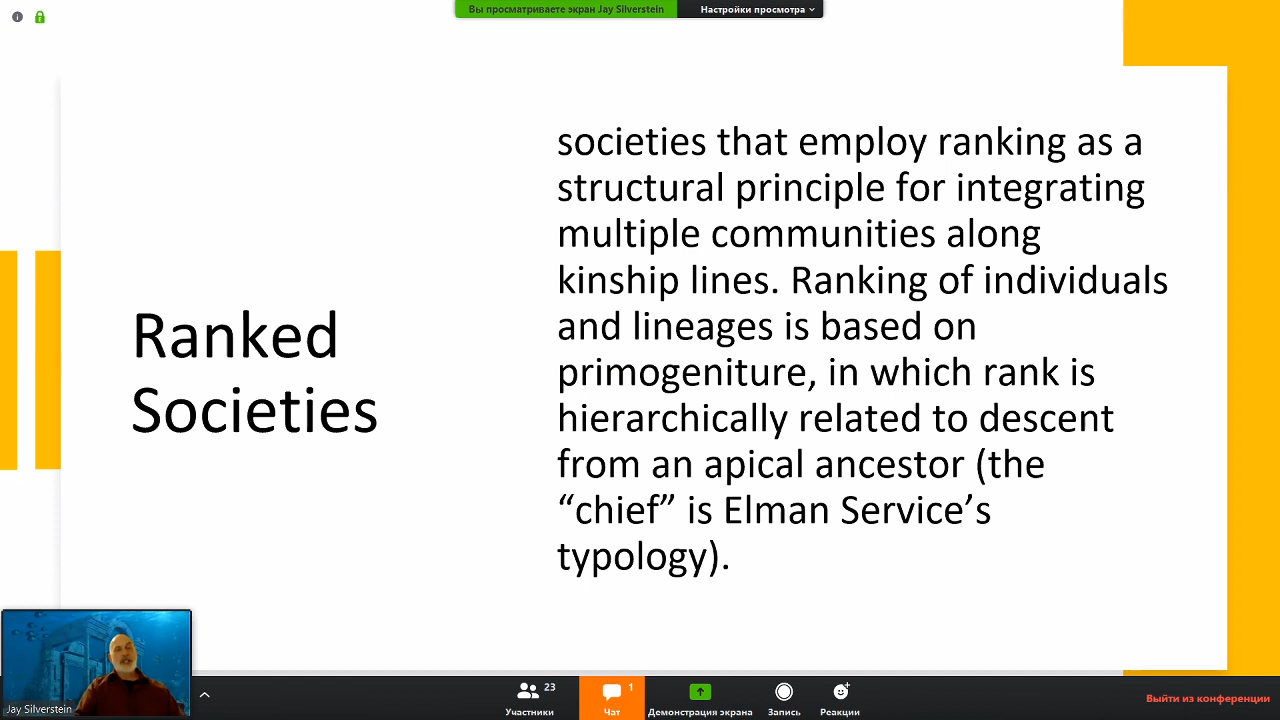 Вы просматриваете экран Jay Silverstein
Настройки просмотра
Ranked
Societies
societies that employ ranking as a
structural principle for integrating
multiple communities along
kinship lines. Ranking of individuals
and lineages is based on
primogeniture, in which rank is
hierarchically related to descent
from an apical ancestor (the
“chief” is Elman Service’s
typology).
Jay Silverstein
23
Участники
1
Чат
Демонстрация экрана
Запись
Реакции
Выйти из конференции